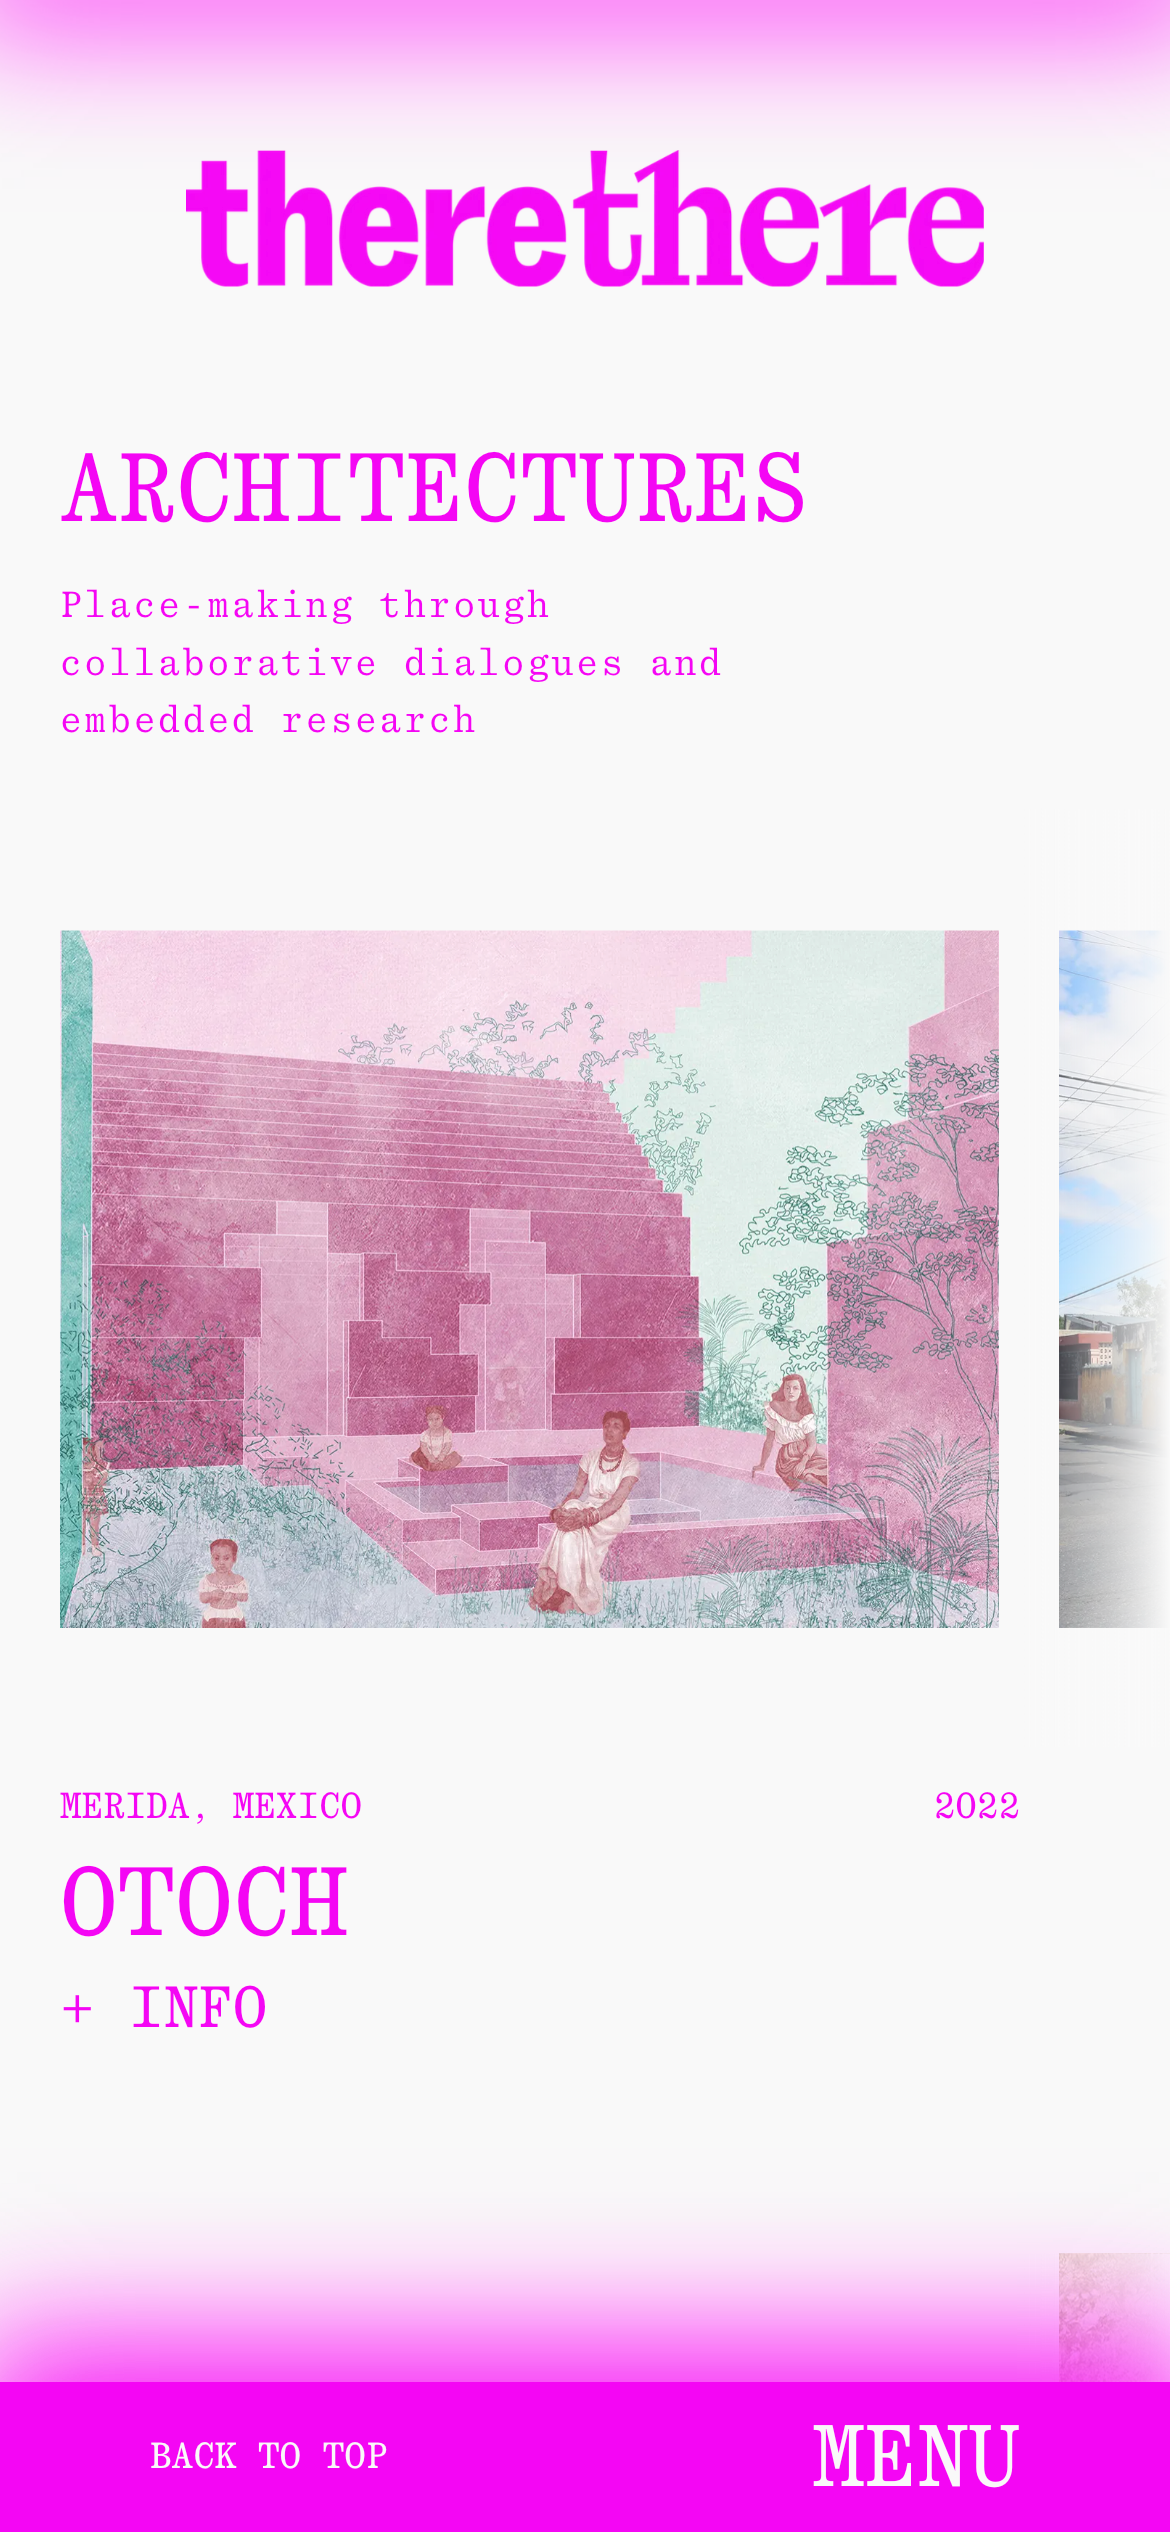 therethere
ARCHITECTURES
Place-making through
collaborative dialogues and
embedded research
MERIDA, MEXICO 2022
OTOCH
+ INFO
BACK TO TOP MENU